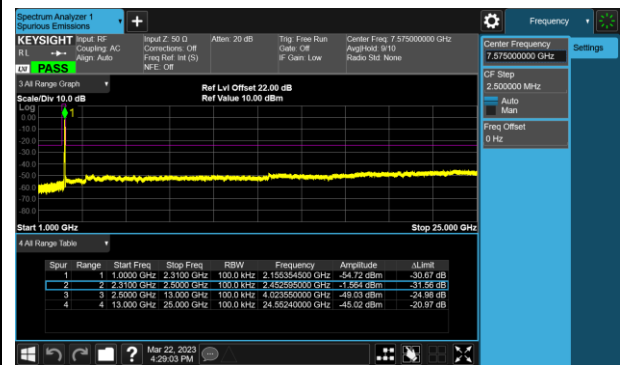 Spectrum Analyzer 1
Spurious Emissions
Frequency
KEYSIGHT Input: RF Input Z: 50 Ω Atten: 20 dB Trig: Free Run Center Freq: 7.575000000 GHz
RL Coupling: AC Corrections: Off Gate: Off Avg|Hold: 9/10
Align: Auto Freq Ref: Int (S) IF Gain: Low Radio Std: None
NFE: Off
PASS
Center Frequency
7.575000000 GHz
Settings
CF Step
2.500000 MHz
Auto
Man
Freq Offset
0 Hz
3 All Range Graph
Ref Lvl Offset 22.00 dB
Scale/Div 10.0 dB Ref Value 10.00 dBm
Log
1
0.00
-10.0
-20.0
-30.0
-40.0
-50.0
-60.0
-70.0
-80.0
Start 1.000 GHz Stop 25.000 GHz
4 All Range Table
Spur Range Start Freq Stop Freq RBW Frequency Amplitude ΔLimit
1 1 1.0000 GHz 2.3100 GHz 100.0 kHz 2.155354500 GHz -54.72 dBm -30.67 dB
2 2 2.3100 GHz 2.5000 GHz 100.0 kHz 2.452595000 GHz -1.564 dBm -31.56 dB
3 3 2.5000 GHz 13.000 GHz 100.0 kHz 4.023550000 GHz -49.03 dBm -24.98 dB
4 4 13.000 GHz 25.000 GHz 100.0 kHz 24.55240000 GHz -45.02 dBm -20.97 dB
? Mar 22, 2023
4:29:03 PM